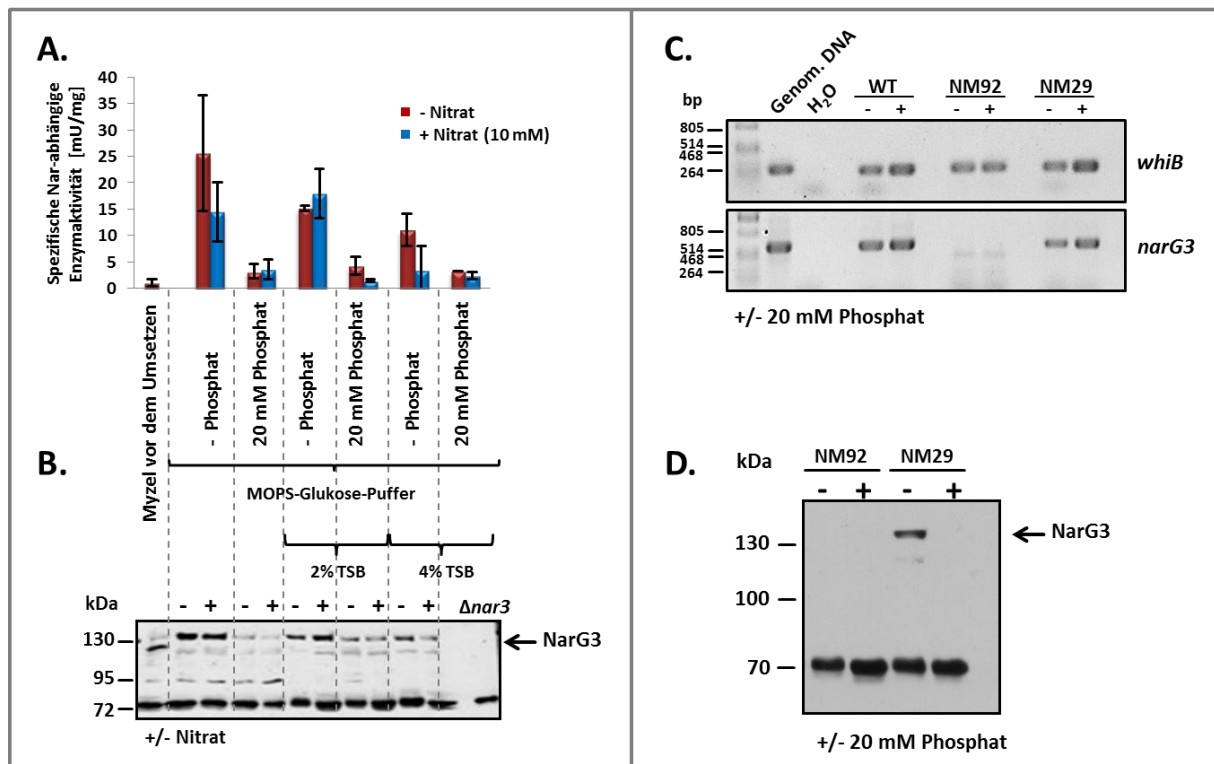 A.
Spezifische Nar-abhängige
Enzymaktivität [mU/mg]
40
35
30
25
20
15
10
5
0
- Nitrat
+ Nitrat (10 mM)
Myzel vor dem Umsetzen
- Phosphat
20 mM Phosphat
- Phosphat
20 mM Phosphat
- Phosphat
20 mM Phosphat
MOPS-Glukose-Puffer
2% TSB
4% TSB
B.
kDa
- + - + - + - + - + Δnar3
130
95
72
NarG3
+/- Nitrat
C.
bp
Genom. DNA
H₂O
WT NM92 NM29
- + - + - +
805
514
468
264
whiB
805
514
468
264
narG3
+/- 20 mM Phosphat
D.
kDa
NM92 NM29
- + - +
130
100
70
NarG3
+/- 20 mM Phosphat